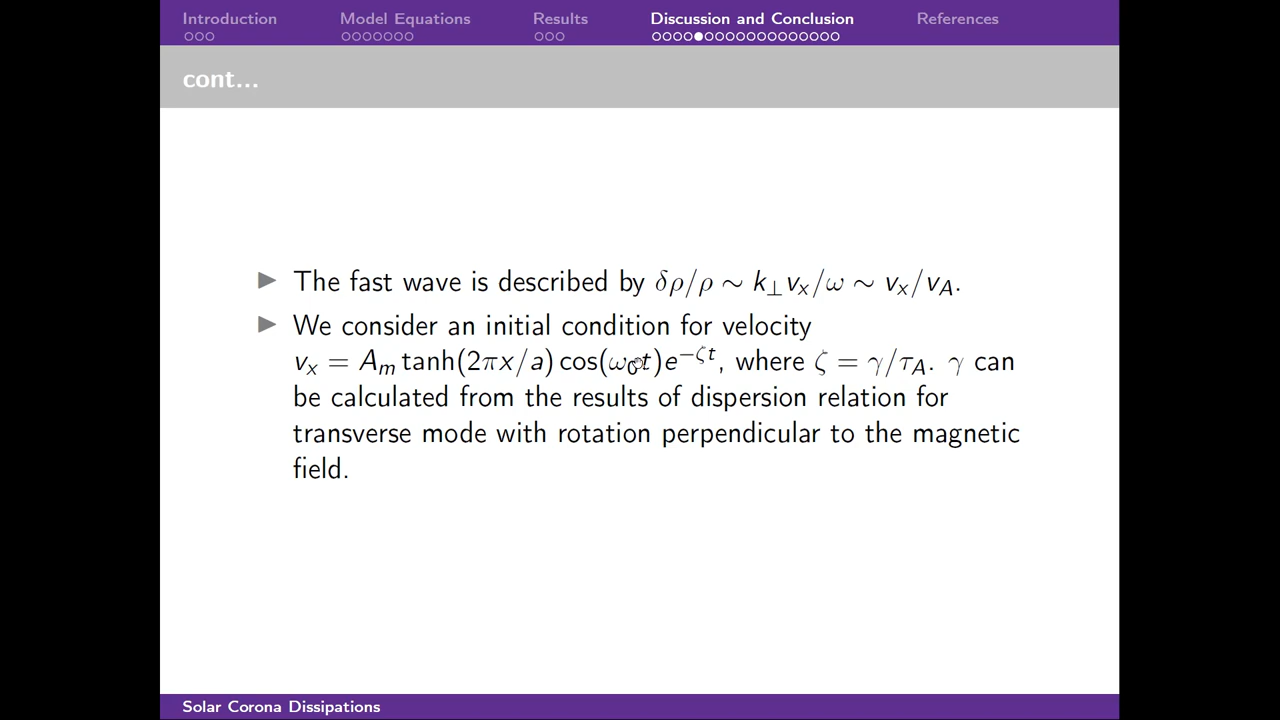 Introduction Model Equations Results Discussion and Conclusion References
cont...
The fast wave is described by δρ/ρ ∼ k⊥vₓ/ω ∼ vₓ/v_A.
We consider an initial condition for velocity
vₓ = Aₘ tanh(2πx/a) cos(ω₀t)e^{−ζt}, where ζ = γ/τ_A. γ can
be calculated from the results of dispersion relation for
transverse mode with rotation perpendicular to the magnetic
field.
Solar Corona Dissipations